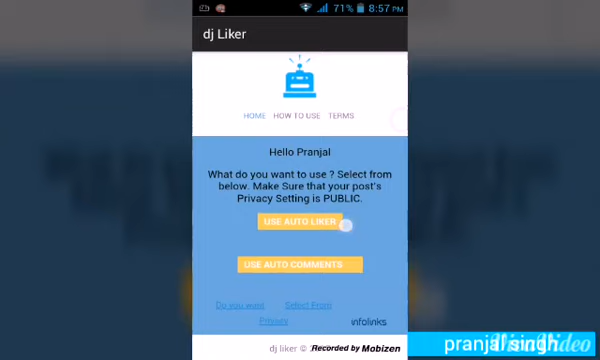 71% 8:57 PM
dj Liker
HOME HOW TO USE TERMS
Hello Pranjal
What do you want to use ? Select from
below. Make Sure that your post's
Privacy Setting is PUBLIC.
USE AUTO LIKER
USE AUTO COMMENTS
Do you want Select From
Privacy
infolinks
dj liker © Recorded by Mobizen
pranjal singh
VivaVideo